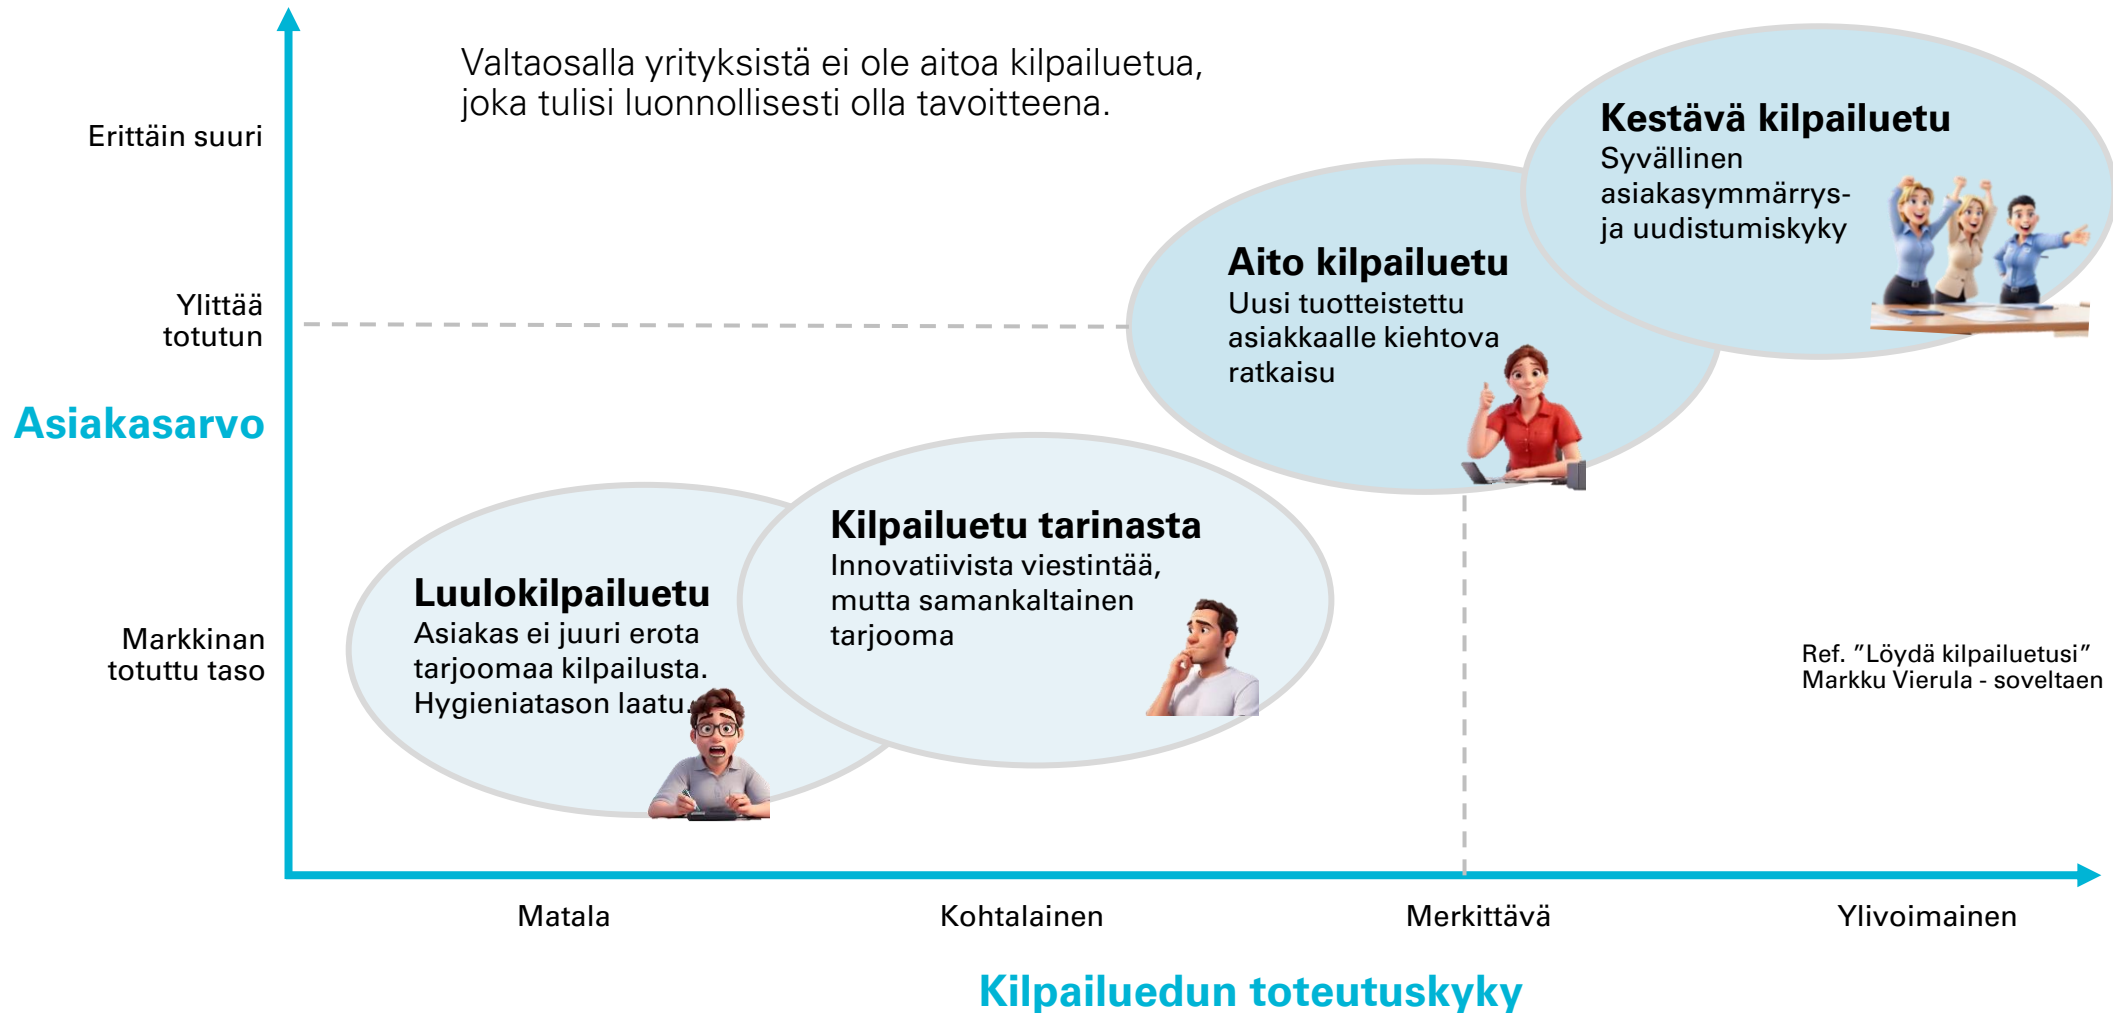 Valtaosalla yrityksistä ei ole aitoa kilpailuetua,
joka tulisi luonnollisesti olla tavoitteena.
Erittäin suuri
Ylittää
totutun
Asiakasarvo
Markkinan
totuttu taso
Kestävä kilpailuetu
Syvällinen
asiakasymmärrys-
ja uudistumiskyky
Aito kilpailuetu
Uusi tuotteistettu
asiakkaalle kiehtova
ratkaisu
Kilpailuetu tarinasta
Innovatiivista viestintää,
mutta samankaltainen
tarjooma
Luulokilpailuetu
Asiakas ei juuri erota
tarjoomaa kilpailusta.
Hygieniatason laatu.
Ref. ”Löydä kilpailuetusi”
Markku Vierula - soveltaen
Matala
Kohtalainen
Merkittävä
Ylivoimainen
Kilpailuedun toteutuskyky